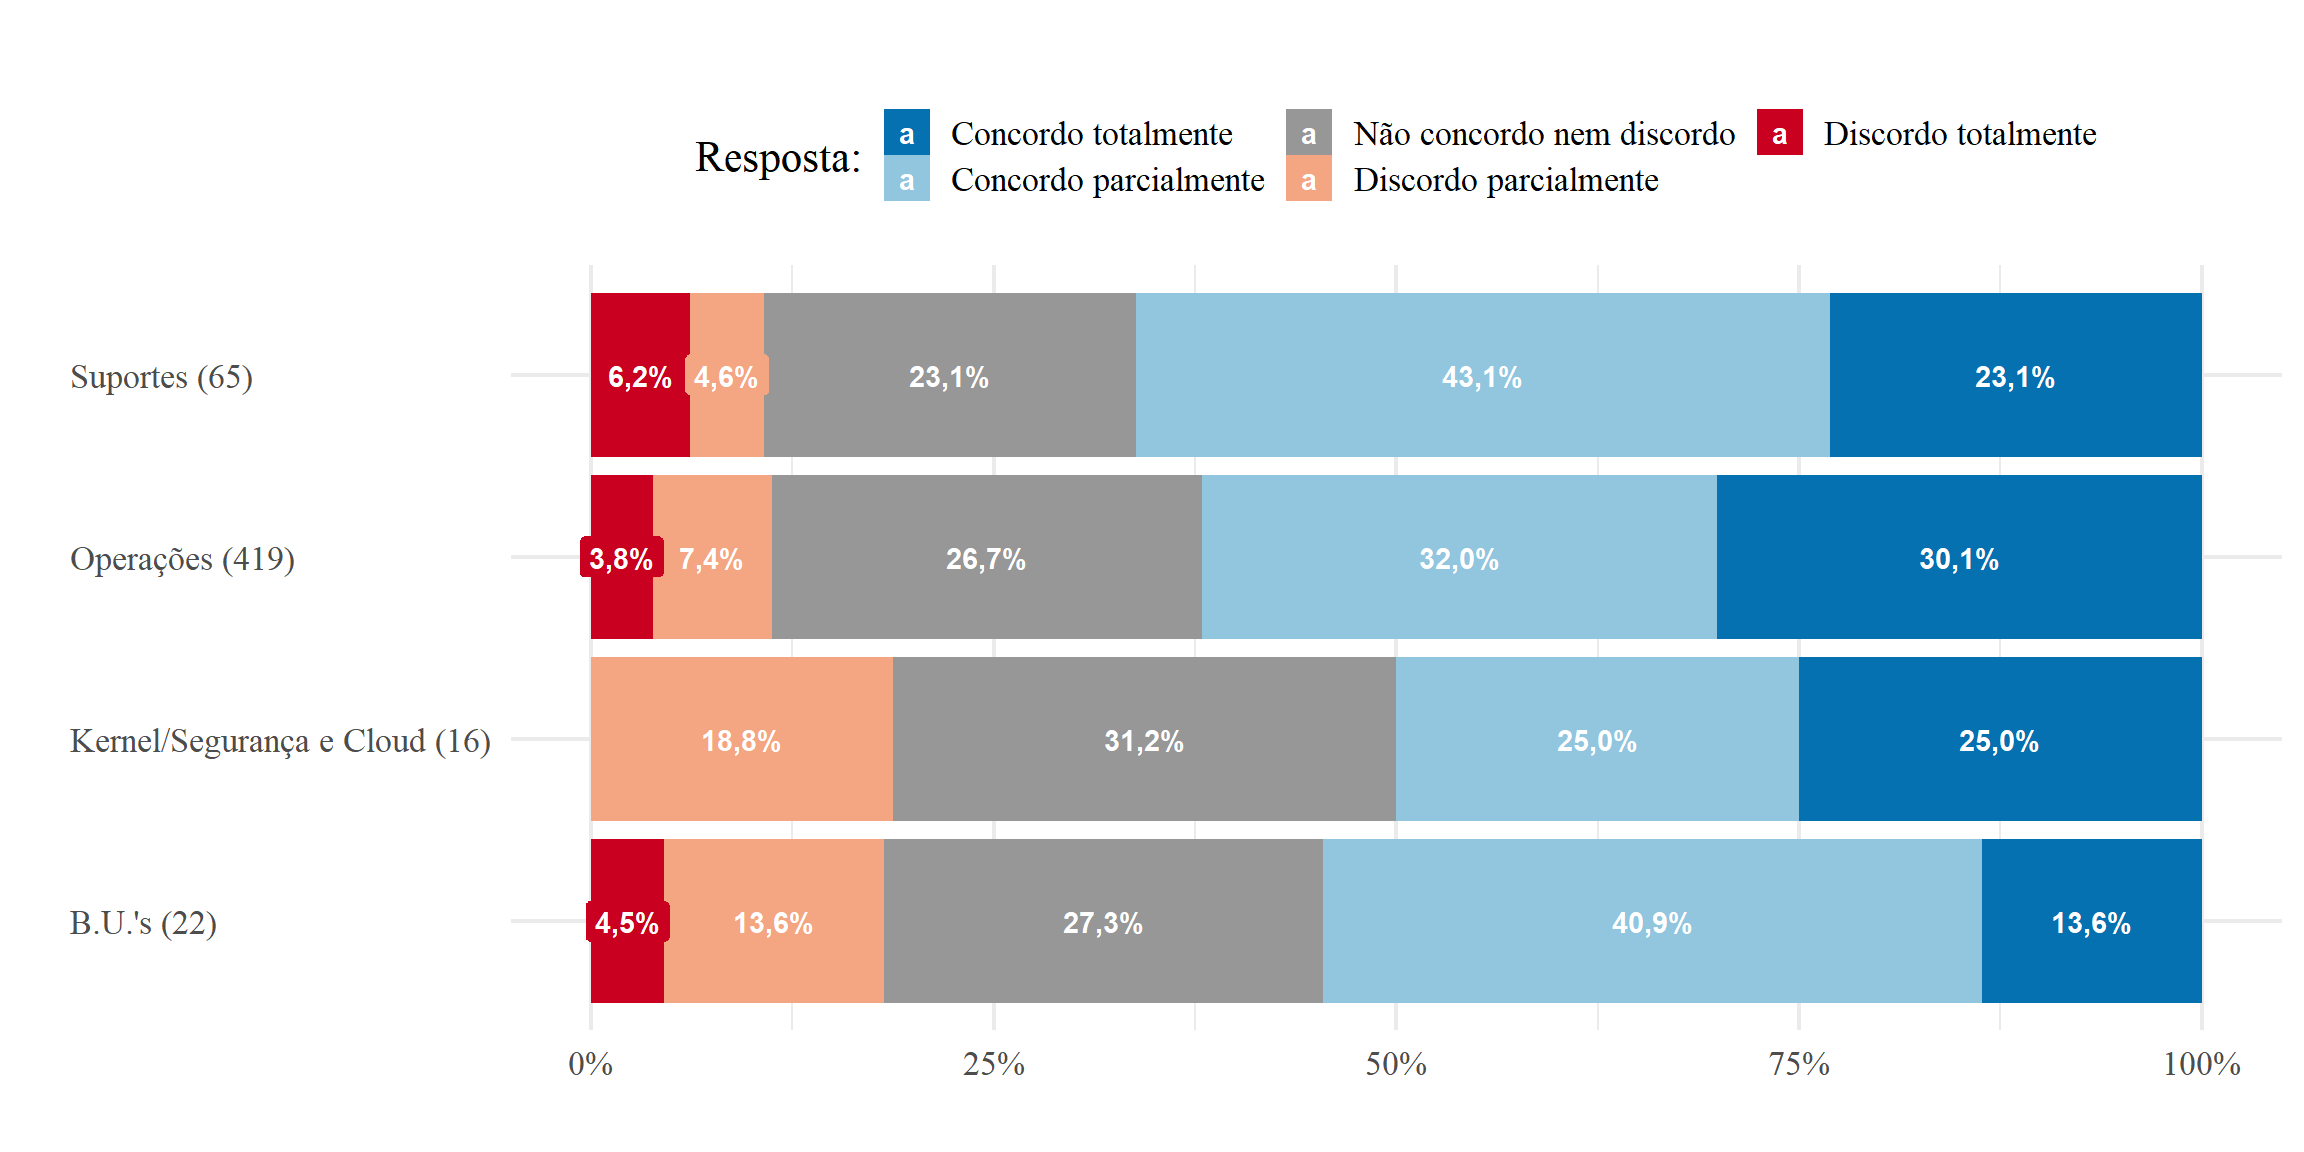 Resposta:
a Concordo totalmente a Não concordo nem discordo a Discordo totalmente
a Concordo parcialmente a Discordo parcialmente
Suportes (65) 6,2% 4,6% 23,1% 43,1% 23,1%
Operações (419) 3,8% 7,4% 26,7% 32,0% 30,1%
Kernel/Segurança e Cloud (16) 18,8% 31,2% 25,0% 25,0%
B.U.'s (22) 4,5% 13,6% 27,3% 40,9% 13,6%
0% 25% 50% 75% 100%